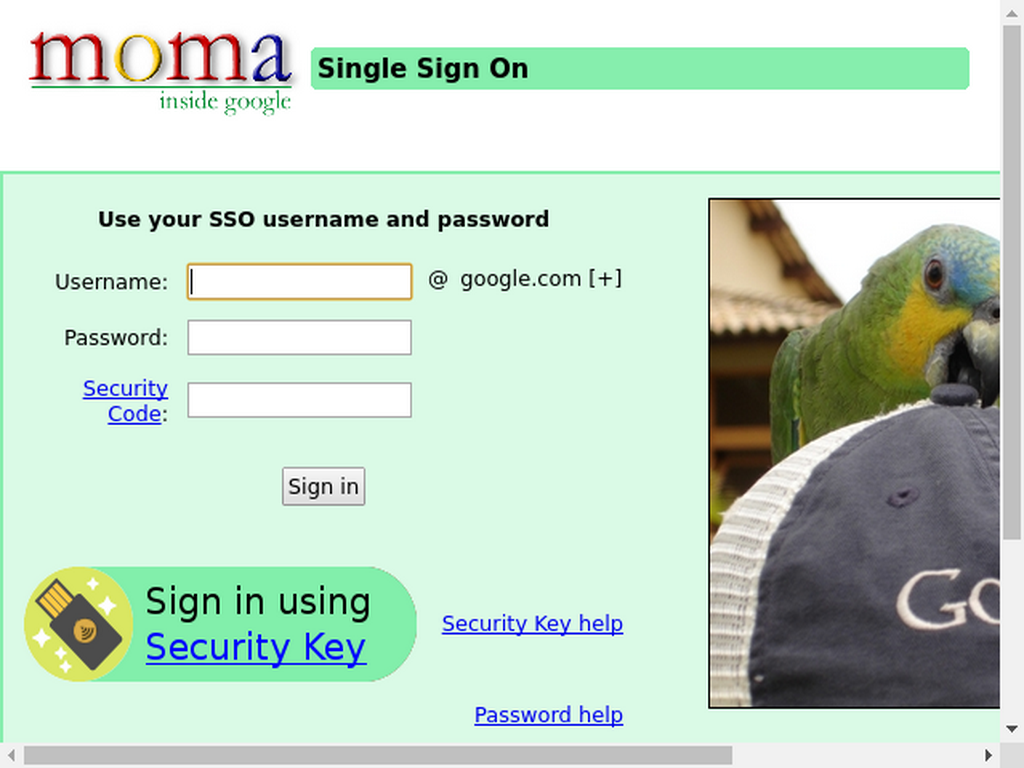 moma
inside google
Single Sign On
Use your SSO username and password
Username:
@ google.com [+]
Password:
Security
Code:
Sign in
Sign in using
Security Key
Security Key help
Password help
Go